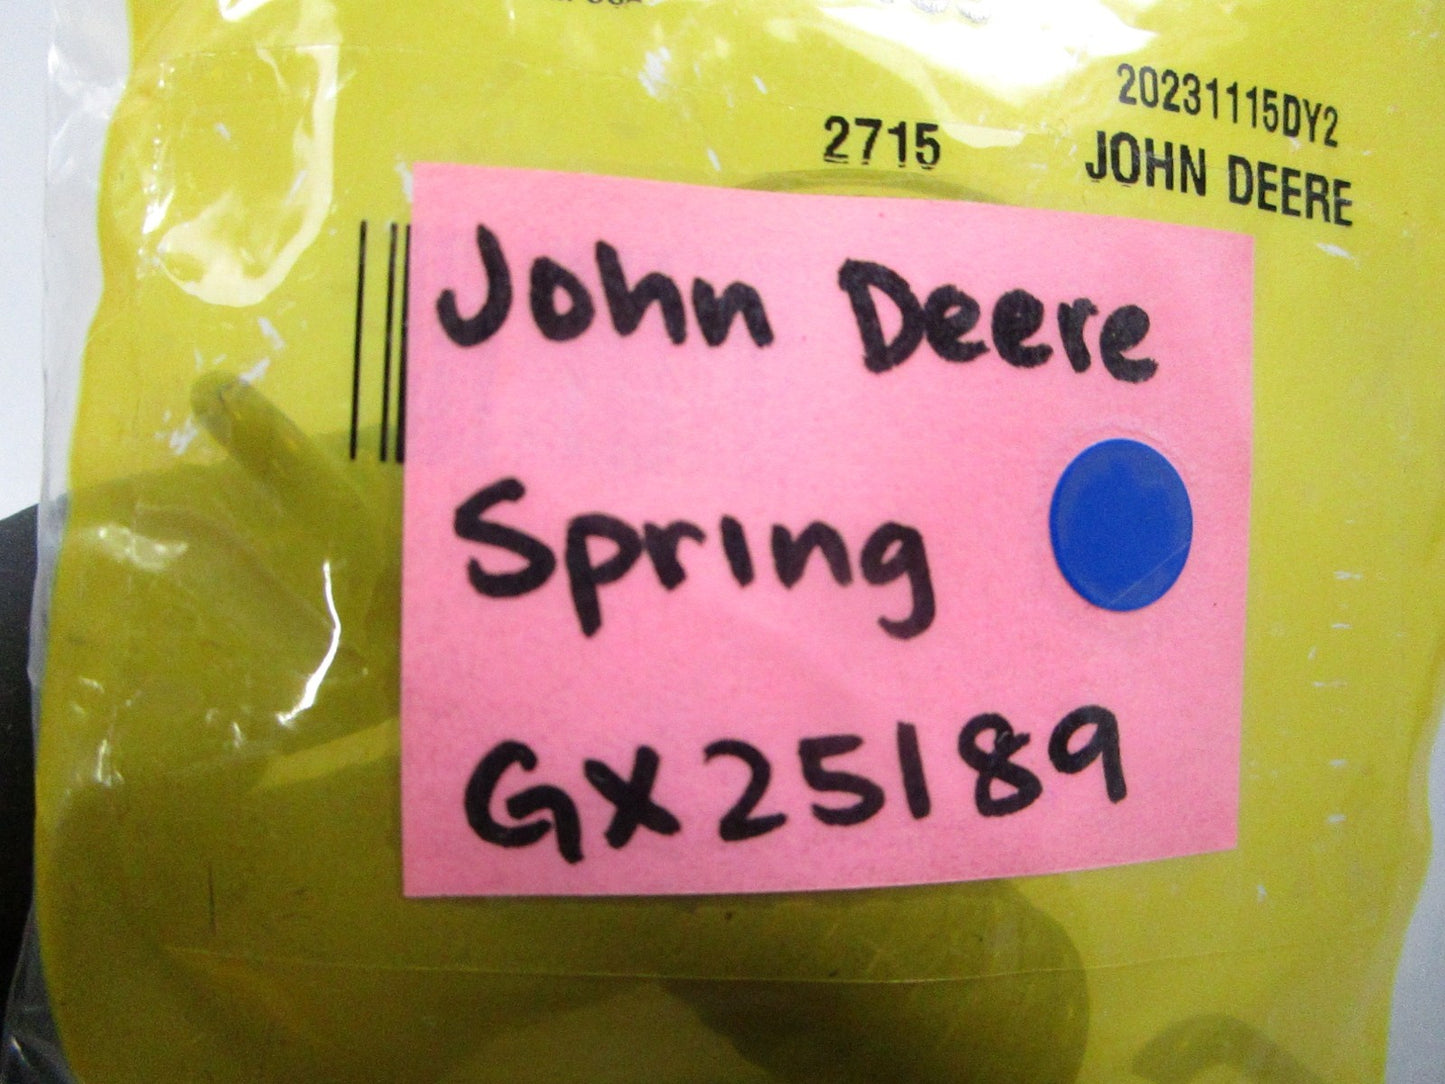 20231115DY2
2715
JOHN DEERE
John Deere
Spring
GX25189